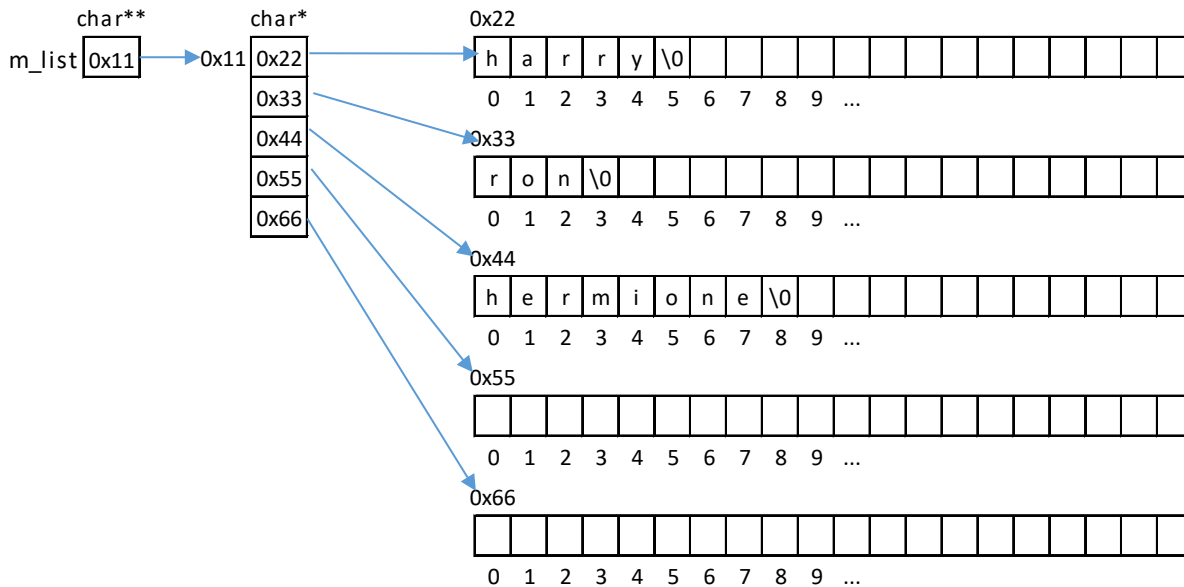 char** char* 0x22
m_list 0x11 0x11 0x22 h a r r y \0
0x33 0 1 2 3 4 5 6 7 8 9 ...
0x44 0x33
0x55 r o n \0
0x66 0 1 2 3 4 5 6 7 8 9 ...
0x44
h e r m i o n e \0
0 1 2 3 4 5 6 7 8 9 ...
0x55
0 1 2 3 4 5 6 7 8 9 ...
0x66
0 1 2 3 4 5 6 7 8 9 ...